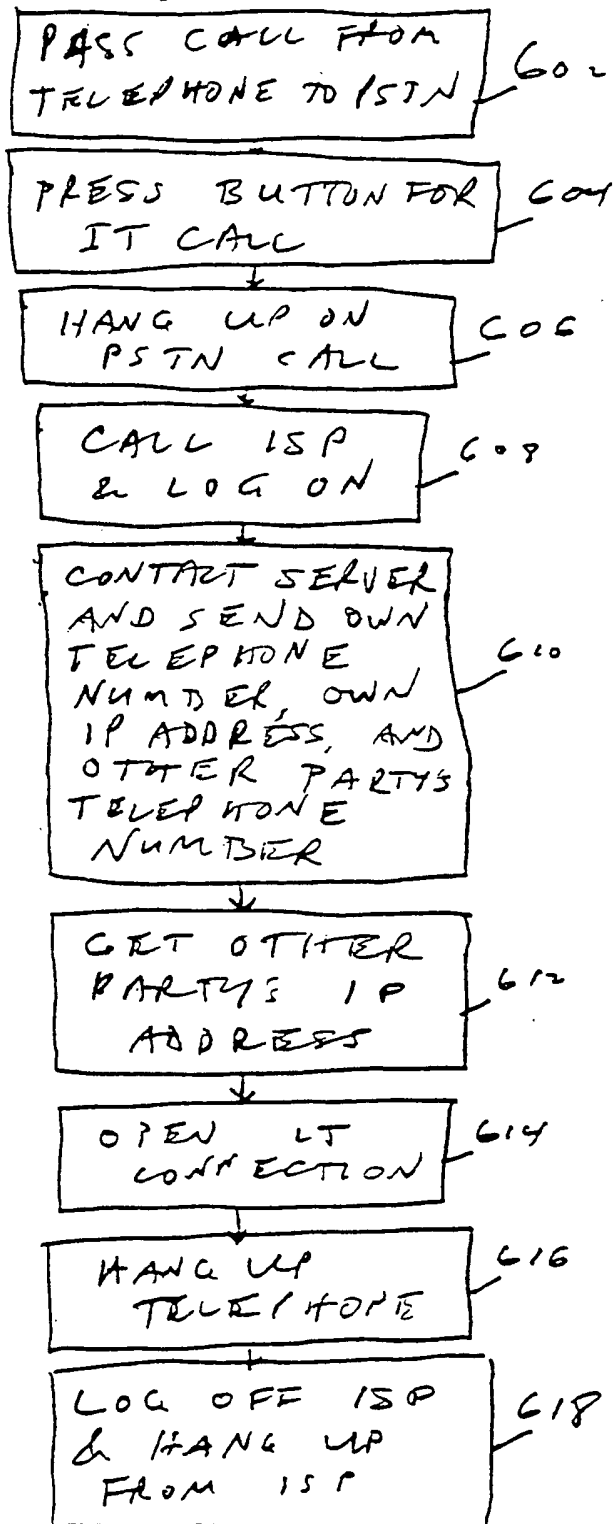 PASS CALL FROM
TELEPHONE TO PSTN
602
PRESS BUTTON FOR
IT CALL
604
HANG UP ON
PSTN CALL
606
CALL ISP
& LOG ON
608
CONTACT SERVER
AND SEND OWN
TELEPHONE
NUMBER, OWN
IP ADDRESS, AND
OTHER PARTY'S
TELEPHONE
NUMBER
610
GET OTHER
PARTY'S IP
ADDRESS
612
OPEN IT
CONNECTION
614
HANG UP
TELEPHONE
616
LOG OFF ISP
& HANG UP
FROM ISP
618